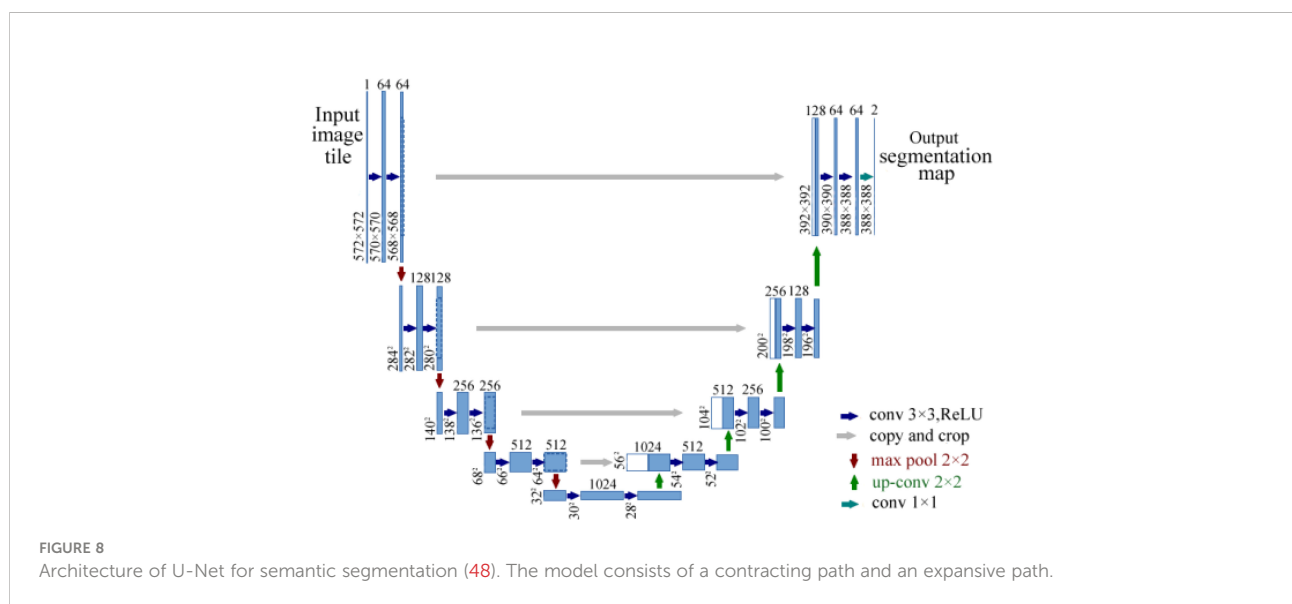 1 64 64
Input
image
tile
572×572
570×570
568×568
128 64 64 2
Output
segmentation
map
392×392
390×390
388×388
388×388
128 128
284²
282²
280²
256 128
200²
198²
196²
256 256
140²
138²
136²
512 256
104²
102²
100²
512 512
68²
66²
64²
1024 512
56²
54²
52²
1024
32²
30²
28²
conv 3×3,ReLU
copy and crop
max pool 2×2
up-conv 2×2
conv 1×1
FIGURE 8
Architecture of U-Net for semantic segmentation (48). The model consists of a contracting path and an expansive path.